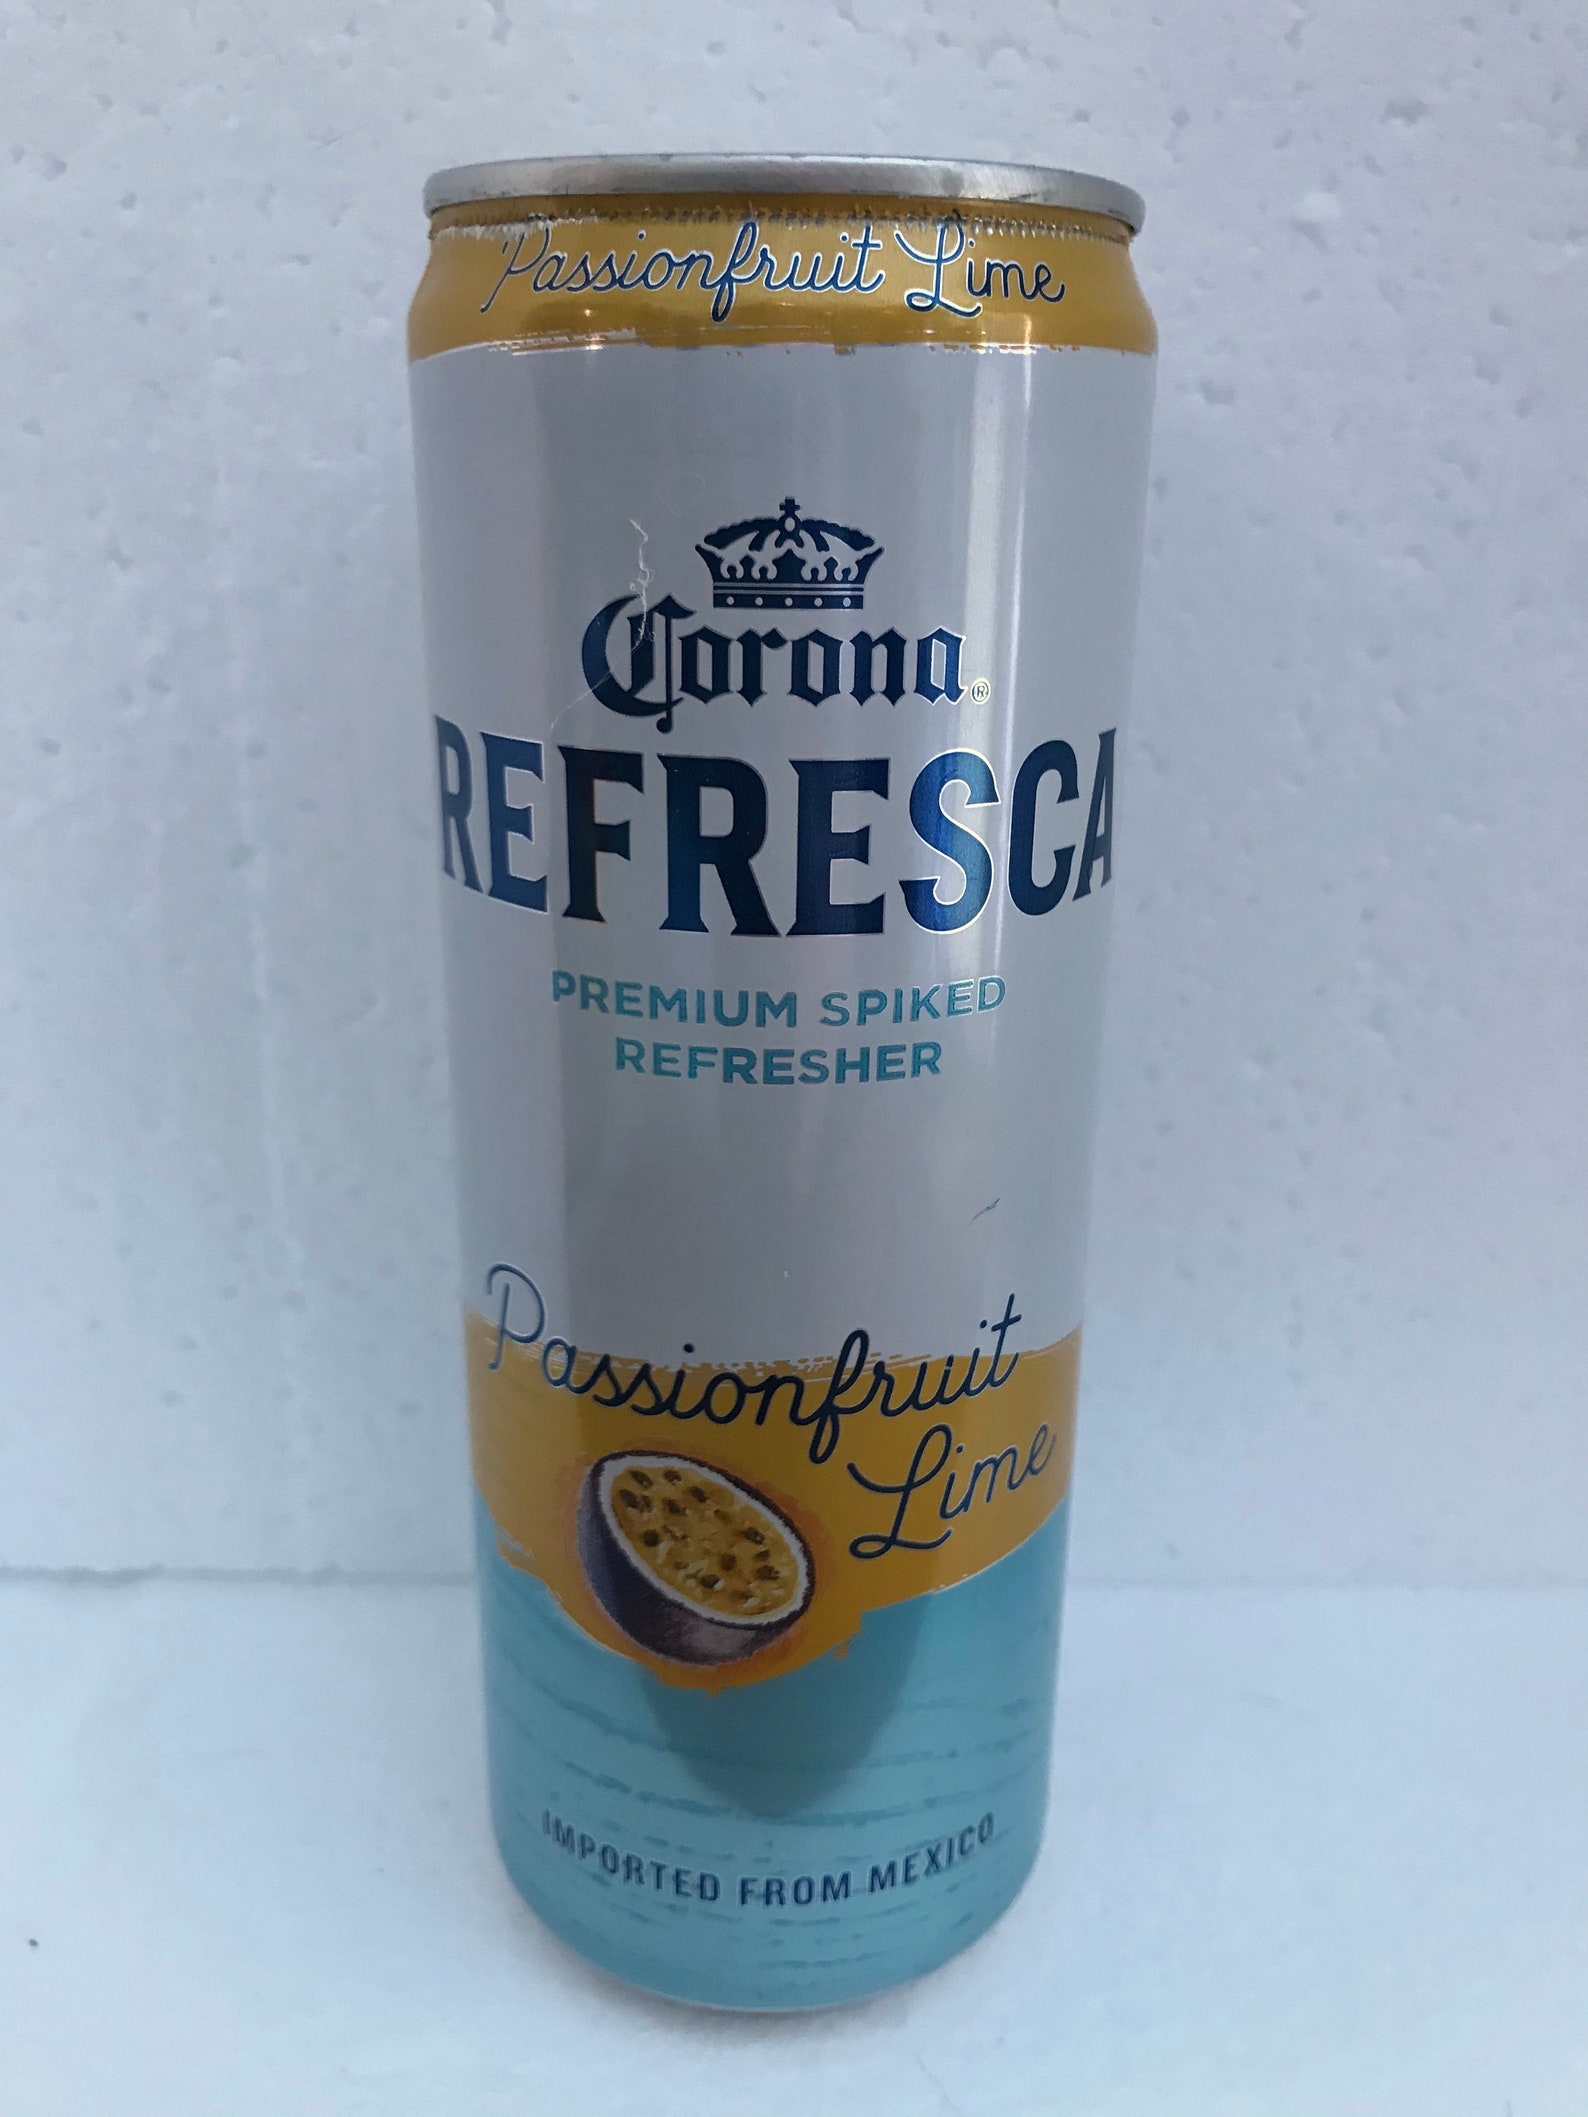 Passionfruit Lime
Corona®
REFRESCA
PREMIUM SPIKED
REFRESHER
Passionfruit
Lime
IMPORTED FROM MEXICO